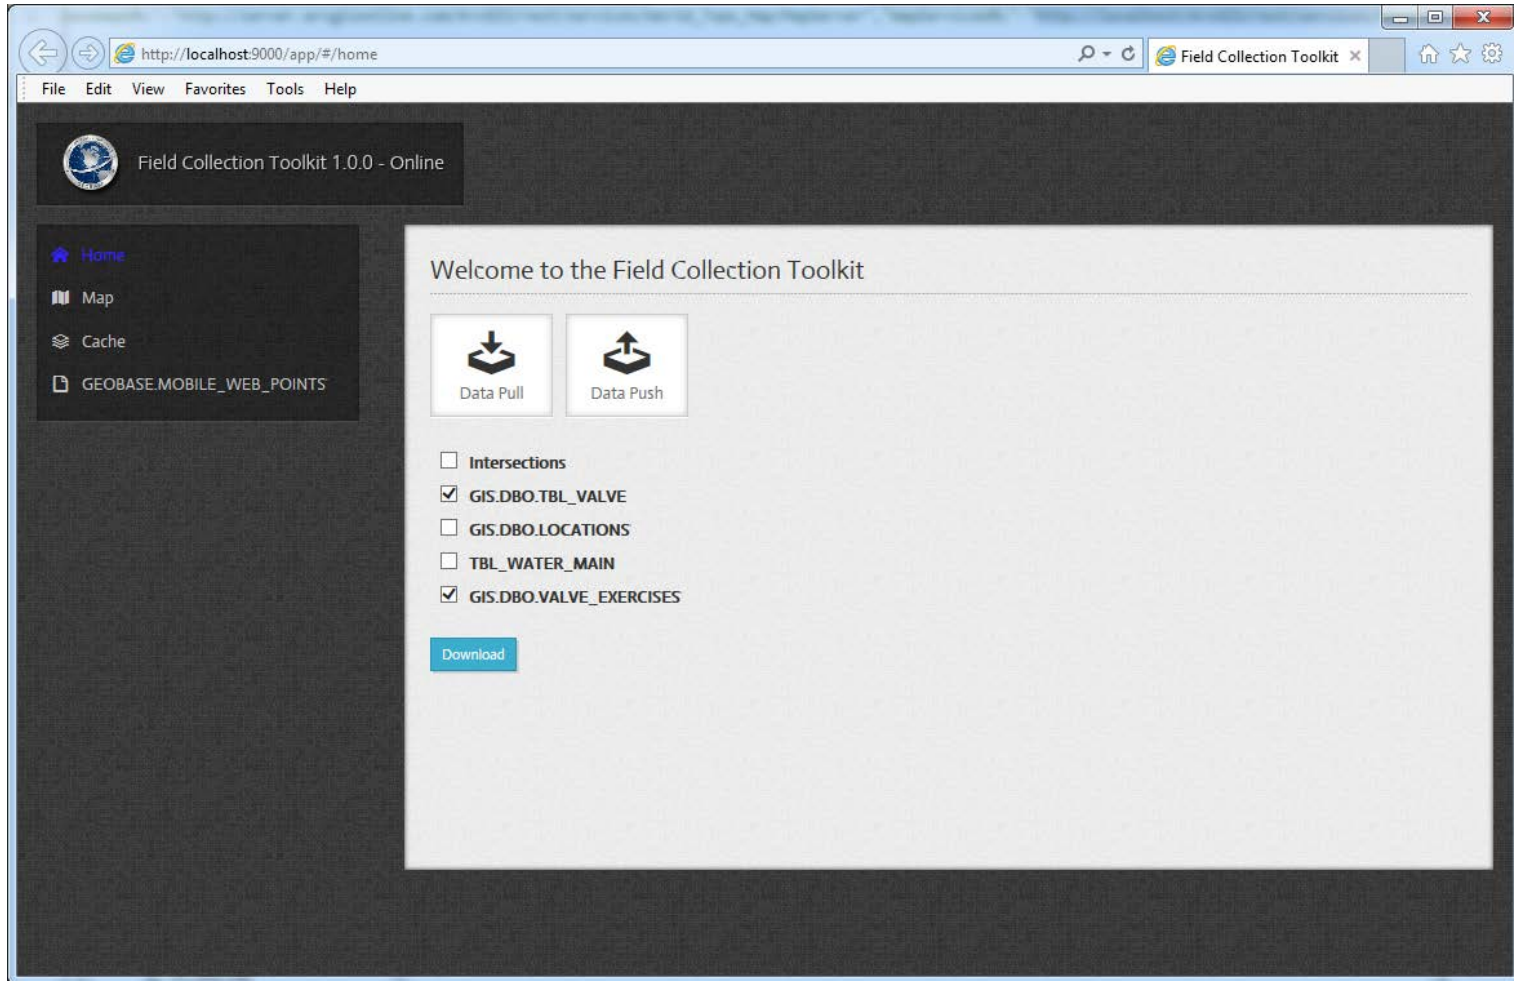 http://localhost:9000/app/#/home
Field Collection Toolkit
File Edit View Favorites Tools Help
Field Collection Toolkit 1.0.0 - Online
Home
Map
Cache
GEOBASE.MOBILE_WEB_POINTS
Welcome to the Field Collection Toolkit
Data Pull Data Push
Intersections
GIS.DBO.TBL_VALVE
GIS.DBO.LOCATIONS
TBL_WATER_MAIN
GIS.DBO.VALVE_EXERCISES
Download